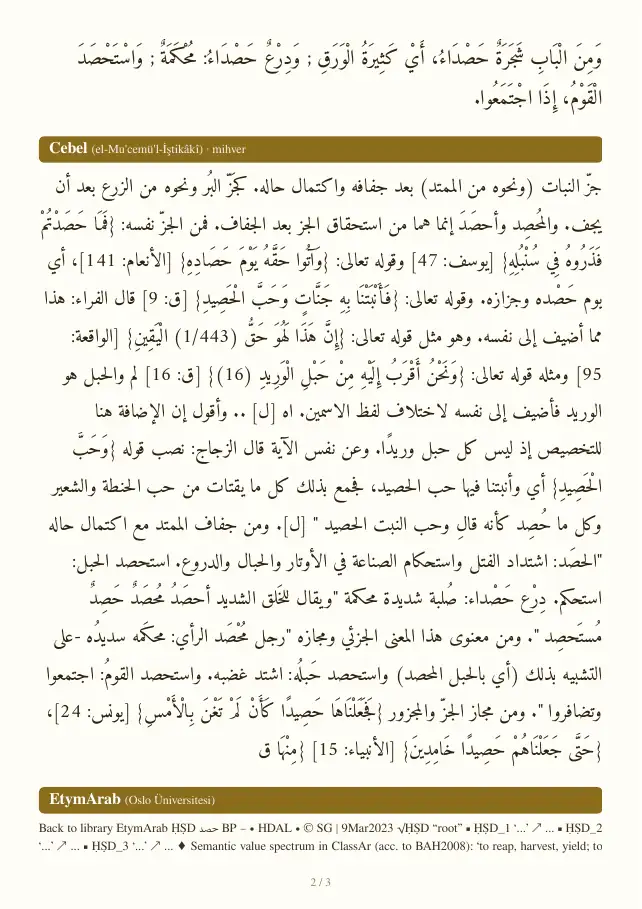 وَمِنَ الْبَابِ شَجَرَةٌ حَصْدَاءُ، أَيْ كَثِيرَةُ الْوَرَقِ ; وَدِرْعٌ حَصْدَاءُ: مُحْكَمَةٌ ; وَاسْتَحْصَدَ
الْقَوْمُ، إِذَا اجْتَمَعُوا.
Cebel (el-Mu'cemü'l-İştikâkî) · mihver
جزّ النبات (ونحوه من الممتد) بعد جفافه واكتمال حاله. كجَزّ البُر ونحوه من الزرع بعد أن
يجف. والمُحصِد وأحصَدَ إنما هما من استحقاق الجز بعد الجفاف. فمن الجزّ نفسه: {فَمَا حَصَدْتُمْ
فَذَرُوهُ فِي سُنْبُلِهِ} [يوسف: 47] وقوله تعالى: {وَآتُوا حَقَّهُ يَوْمَ حَصَادِهِ} [الأنعام: 141]، أي
يوم حَصْده وجزازه. وقوله تعالى: {فَأَنْبَتْنَا بِهِ جَنَّاتٍ وَحَبَّ الْحَصِيدِ} [ق: 9] قال الفراء: هذا
مما أضيف إلى نفسه. وهو مثل قوله تعالى: {إِنَّ هَذَا لَهُوَ حَقُّ (1/443) الْيَقِينِ} [الواقعة:
95] ومثله قوله تعالى: {وَنَحْنُ أَقْرَبُ إِلَيْهِ مِنْ حَبْلِ الْوَرِيدِ (16)} [ق: 16] لم والحبل هو
الوريد فأضيف إلى نفسه لاختلاف لفظ الاسمين. اه [ل] .. وأقول إن الإضافة هنا
للتخصيص إذ ليس كل حبل وريدًا. وعن نفس الآية قال الزجاج: نصب قوله {وَحَبَّ
الْحَصِيدِ} أي وأنبتنا فيها حب الحصيد، فجمع بذلك كل ما يقتات من حب الحنطة والشعير
وكل ما حُصِد كأنه قال وحب النبت الحصيد " [ل]. ومن جفاف الممتد مع اكتمال حاله
"الحصَد: اشتداد الفتل واستحكام الصناعة في الأوتار والحبال والدروع. استحصد الحبل:
استحكم. دِرْع حَصْداء: صُلبة شديدة محكمة "ويقال للخَلق الشديد أحصَدُ مُحصَدٌ حَصِدٌ
مُستَحصِد ". ومن معنوى هذا المعنى الجزئي ومجازه "رجل مُحْصَد الرأي: محكَمه سديدُه -على
التشبيه بذلك (أي بالحبل المحصد) واستحصد حَبلُه: اشتد غضبه. واستحصد القومُ: اجتمعوا
وتضافروا ". ومن مجاز الجزّ والمجزور {فَجَعَلْنَاهَا حَصِيدًا كَأَنْ لَمْ تَغْنَ بِالْأَمْسِ} [يونس: 24]،
{حَتَّى جَعَلْنَاهُمْ حَصِيدًا خَامِدِينَ} [الأنبياء: 15] {مِنْهَا ق
EtymArab (Oslo Üniversitesi)
Back to library EtymArab ḤṢD حصد BP – • HDAL • © SG | 9Mar2023 √ḤṢD “root” ▪ ḤṢD_1 ‘...’ ↗ ... ▪ ḤṢD_2
‘...’ ↗ ... ▪ ḤṢD_3 ‘...’ ↗ ... ♦ Semantic value spectrum in ClassAr (acc. to BAH2008): ‘to reap, harvest, yield; to
2 / 3